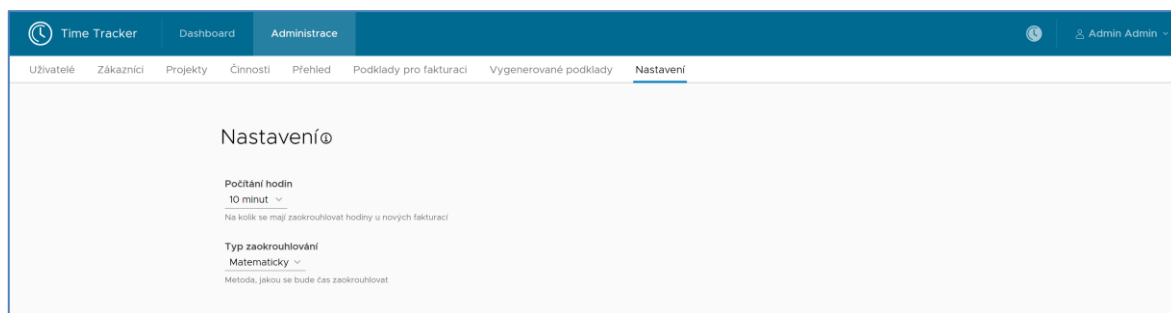 Time Tracker Dashboard Administrace Admin Admin
Uživatelé Zákazníci Projekty Činnosti Přehled Podklady pro fakturaci Vygenerované podklady Nastavení
Nastavení
Počítání hodin
10 minut
Na kolik se mají zaokrouhlovat hodiny u nových fakturací
Typ zaokrouhlování
Matematicky
Metoda, jakou se bude čas zaokrouhlovat